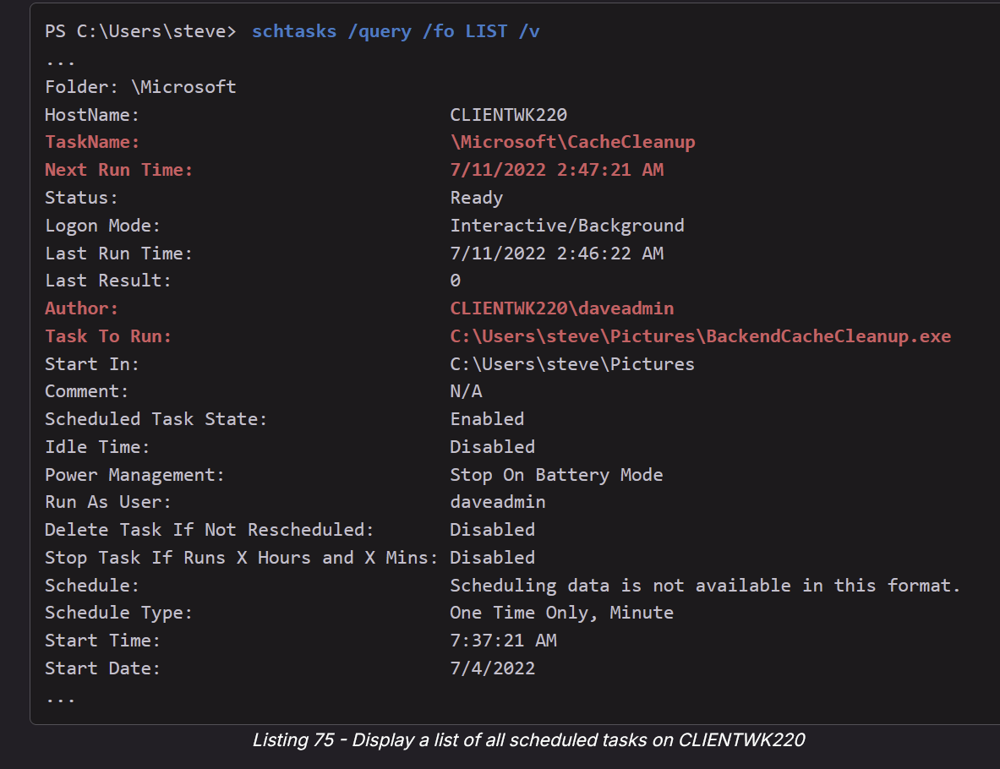 PS C:\Users\steve> schtasks /query /fo LIST /v
...
Folder: \Microsoft
HostName:                             CLIENTWK220
TaskName:                             \Microsoft\CacheCleanup
Next Run Time:                        7/11/2022 2:47:21 AM
Status:                               Ready
Logon Mode:                           Interactive/Background
Last Run Time:                        7/11/2022 2:46:22 AM
Last Result:                          0
Author:                               CLIENTWK220\daveadmin
Task To Run:                          C:\Users\steve\Pictures\BackendCacheCleanup.exe
Start In:                             C:\Users\steve\Pictures
Comment:                              N/A
Scheduled Task State:                 Enabled
Idle Time:                            Disabled
Power Management:                     Stop On Battery Mode
Run As User:                          daveadmin
Delete Task If Not Rescheduled:       Disabled
Stop Task If Runs X Hours and X Mins: Disabled
Schedule:                             Scheduling data is not available in this format.
Schedule Type:                        One Time Only, Minute
Start Time:                           7:37:21 AM
Start Date:                           7/4/2022
...
Listing 75 - Display a list of all scheduled tasks on CLIENTWK220